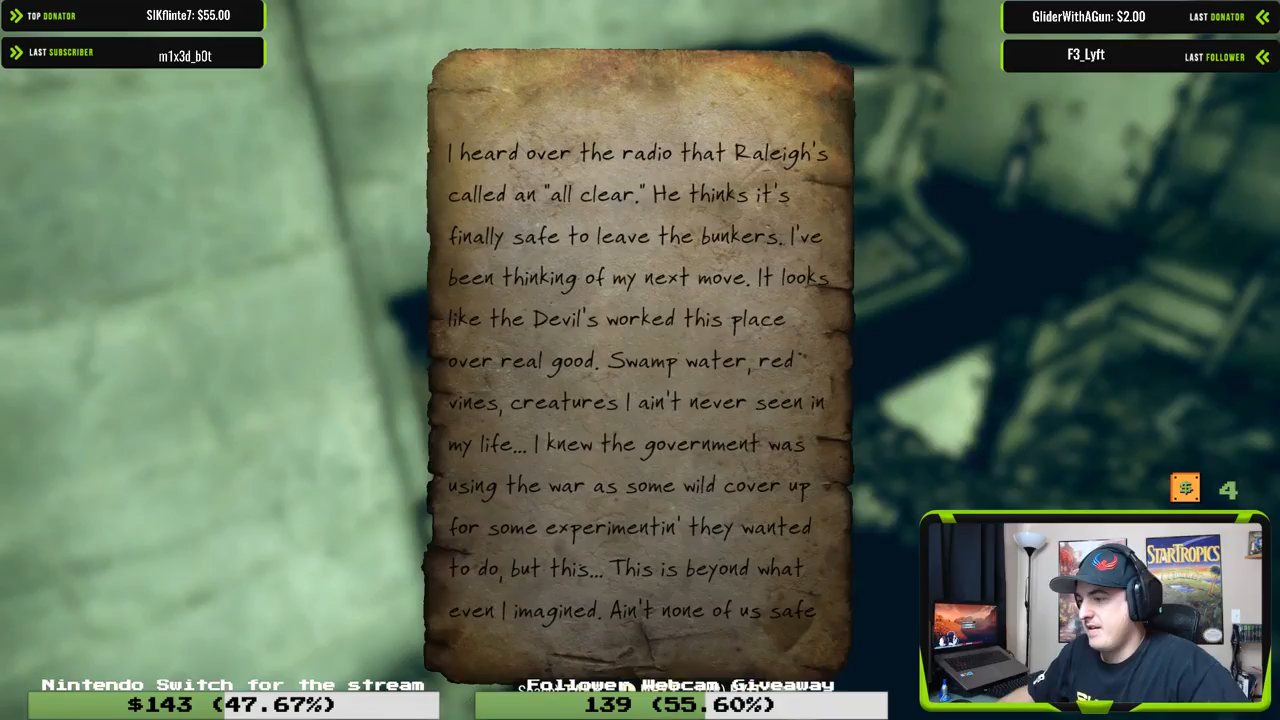 TOP DONATOR
SIKflinte7: $55.00
LAST SUBSCRIBER
m1x3d_b0t
GliderWithAGun: $2.00
LAST DONATOR
F3_Lyft
LAST FOLLOWER
I heard over the radio that Raleigh's
called an "all clear." He thinks it's
finally safe to leave the bunkers. I've
been thinking of my next move. It looks
like the Devil's worked this place
over real good. Swamp water, red
vines, creatures I ain't never seen in
my life... I knew the government was
using the war as some wild cover up
for some experimentin' they wanted
to do, but this... This is beyond what
even I imagined. Ain't none of us safe
$ 4
STARTROPICS
Nintendo Switch for the stream
$143 (47.67%)
Follower Webcam Giveaway
139 (55.60%)